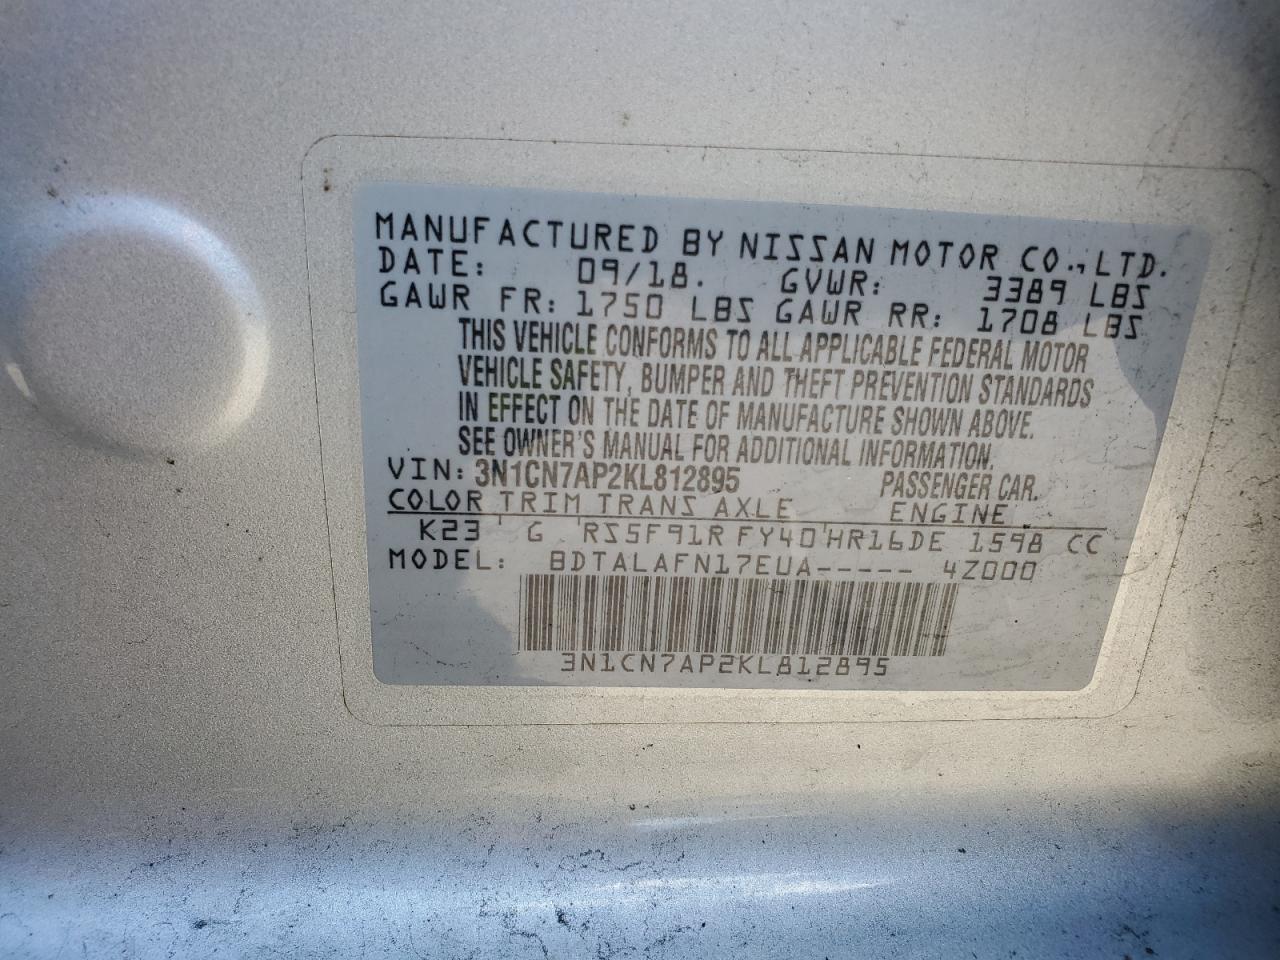 MANUFACTURED BY NISSAN MOTOR CO., LTD.
DATE: 09/18. GVWR: 3389 LBS
GAWR FR: 1750 LBS GAWR RR: 1708 LBS
THIS VEHICLE CONFORMS TO ALL APPLICABLE FEDERAL MOTOR
VEHICLE SAFETY, BUMPER AND THEFT PREVENTION STANDARDS
IN EFFECT ON THE DATE OF MANUFACTURE SHOWN ABOVE.
SEE OWNER'S MANUAL FOR ADDITIONAL INFORMATION.
VIN: 3N1CN7AP2KL812895 PASSENGER CAR.
COLOR TRIM TRANS AXLE ENGINE
K23 ' G 'RS5F91R FY40'HR16DE 1598 CC
MODEL: BDTALAFN17EUA----- 4Z000
3N1CN7AP2KL812895